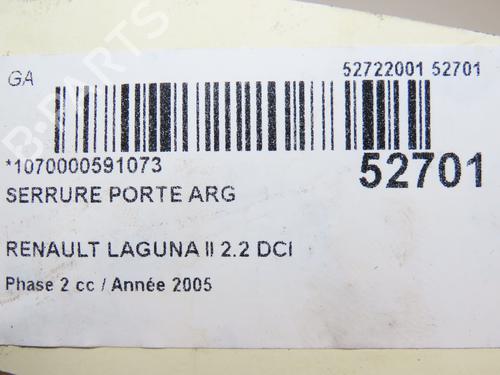 GA
52722001 52701
*1070000591073
52701
SERRURE PORTE ARG
RENAULT LAGUNA II 2.2 DCI
Phase 2 cc / Année 2005
B-PARTS